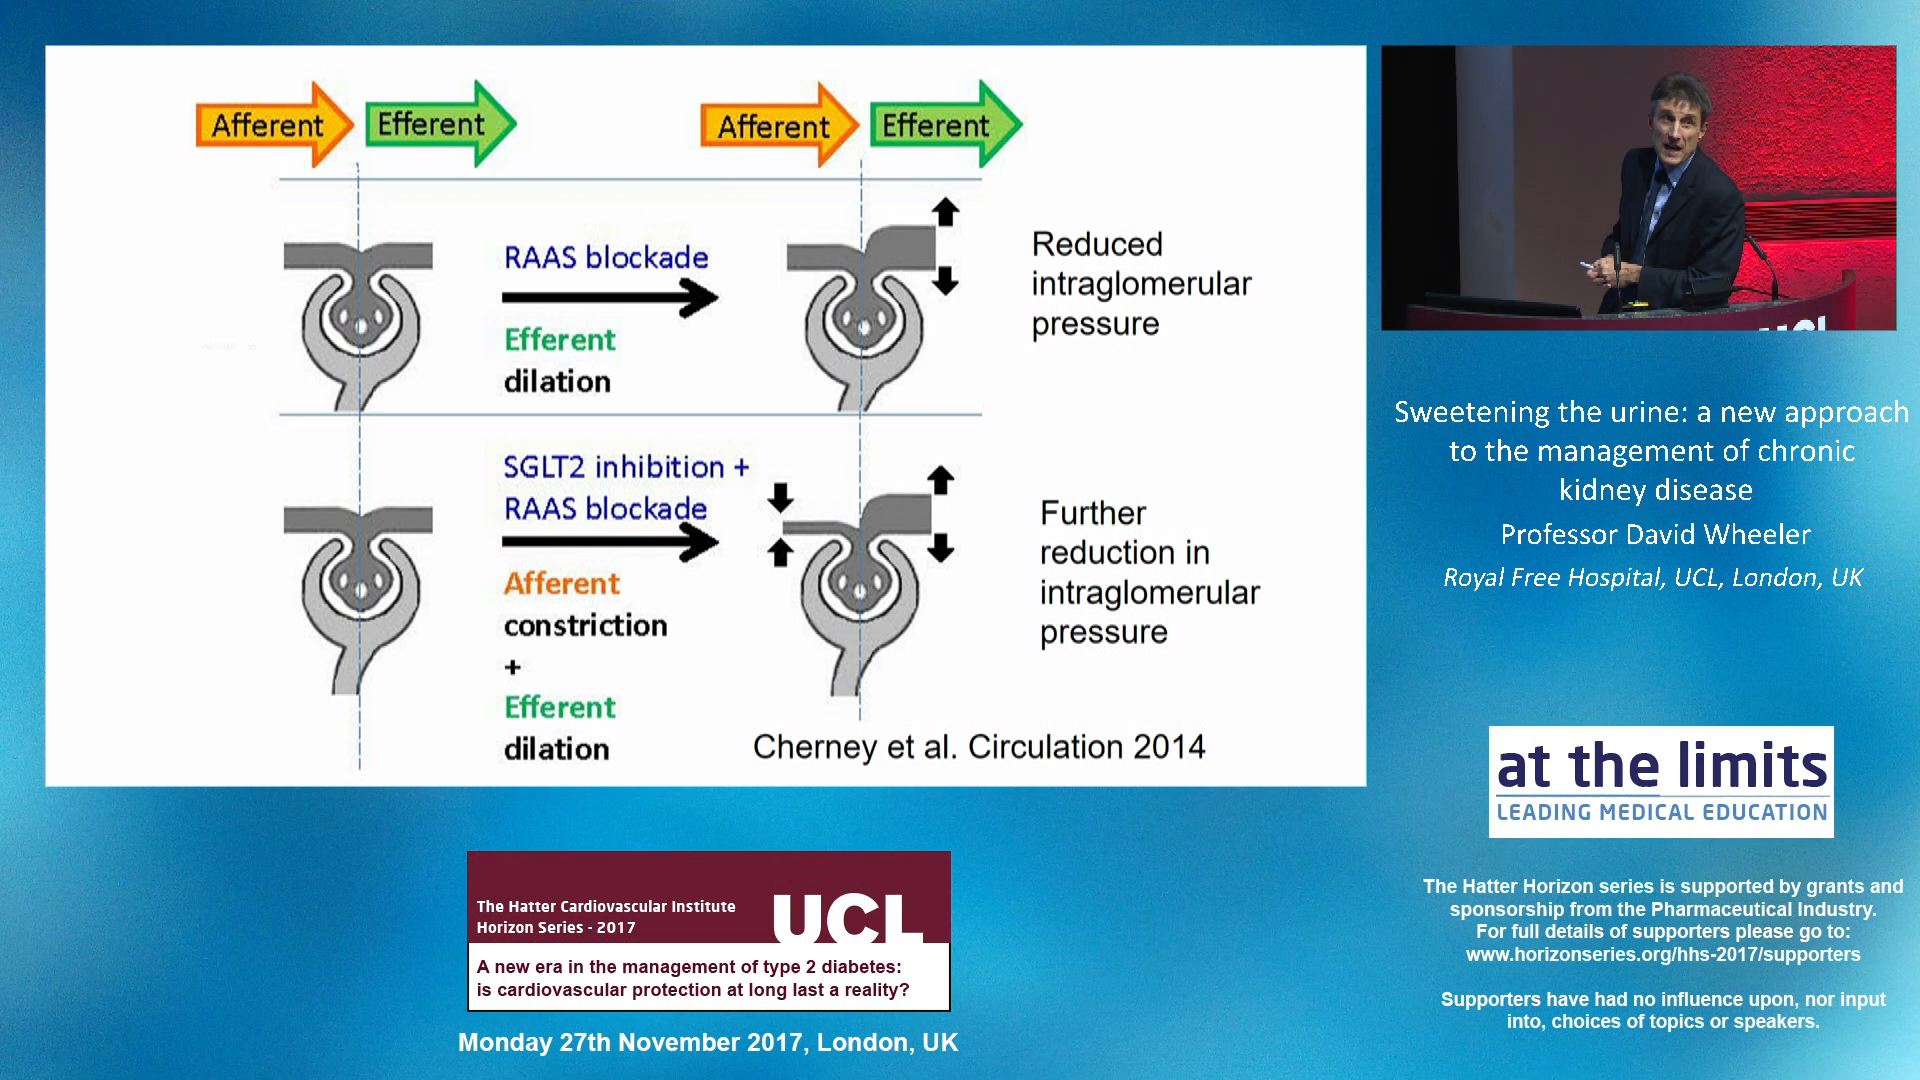 Afferent
Efferent
Afferent
Efferent
RAAS blockade
Efferent
dilation
Reduced
intraglomerular
pressure
SGLT2 inhibition +
RAAS blockade
Afferent
constriction
+
Efferent
dilation
Further
reduction in
intraglomerular
pressure
Cherney et al. Circulation 2014
UCL
Sweetening the urine: a new approach
to the management of chronic
kidney disease
Professor David Wheeler
Royal Free Hospital, UCL, London, UK
at the limits
LEADING MEDICAL EDUCATION
The Hatter Horizon series is supported by grants and
sponsorship from the Pharmaceutical Industry.
For full details of supporters please go to:
www.horizonseries.org/hhs-2017/supporters
Supporters have had no influence upon, nor input
into, choices of topics or speakers.
The Hatter Cardiovascular Institute
Horizon Series - 2017
UCL
A new era in the management of type 2 diabetes:
is cardiovascular protection at long last a reality?
Monday 27th November 2017, London, UK